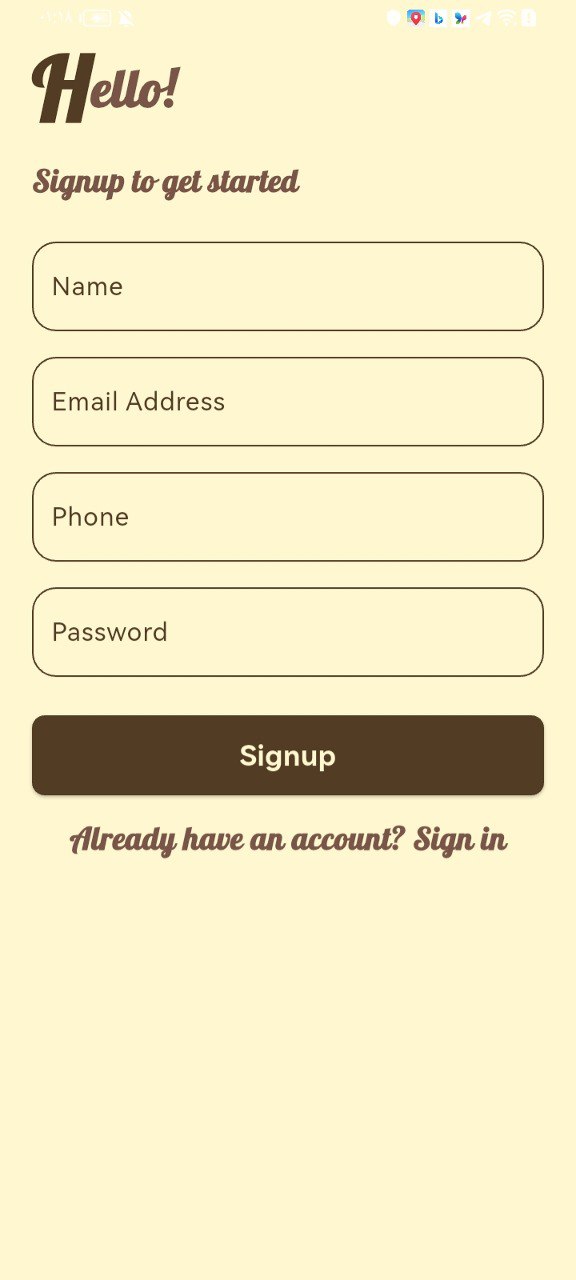 Hello!
Signup to get started
Name
Email Address
Phone
Password
Signup
Already have an account? Sign in